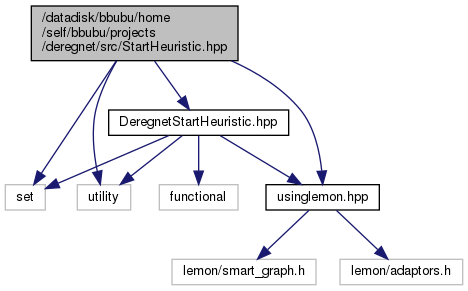 /datadisk/bbubu/home
/self/bbubu/projects
/deregnet/src/StartHeuristic.hpp
DeregnetStartHeuristic.hpp
set
utility
functional
usinglemon.hpp
lemon/smart_graph.h
lemon/adaptors.h